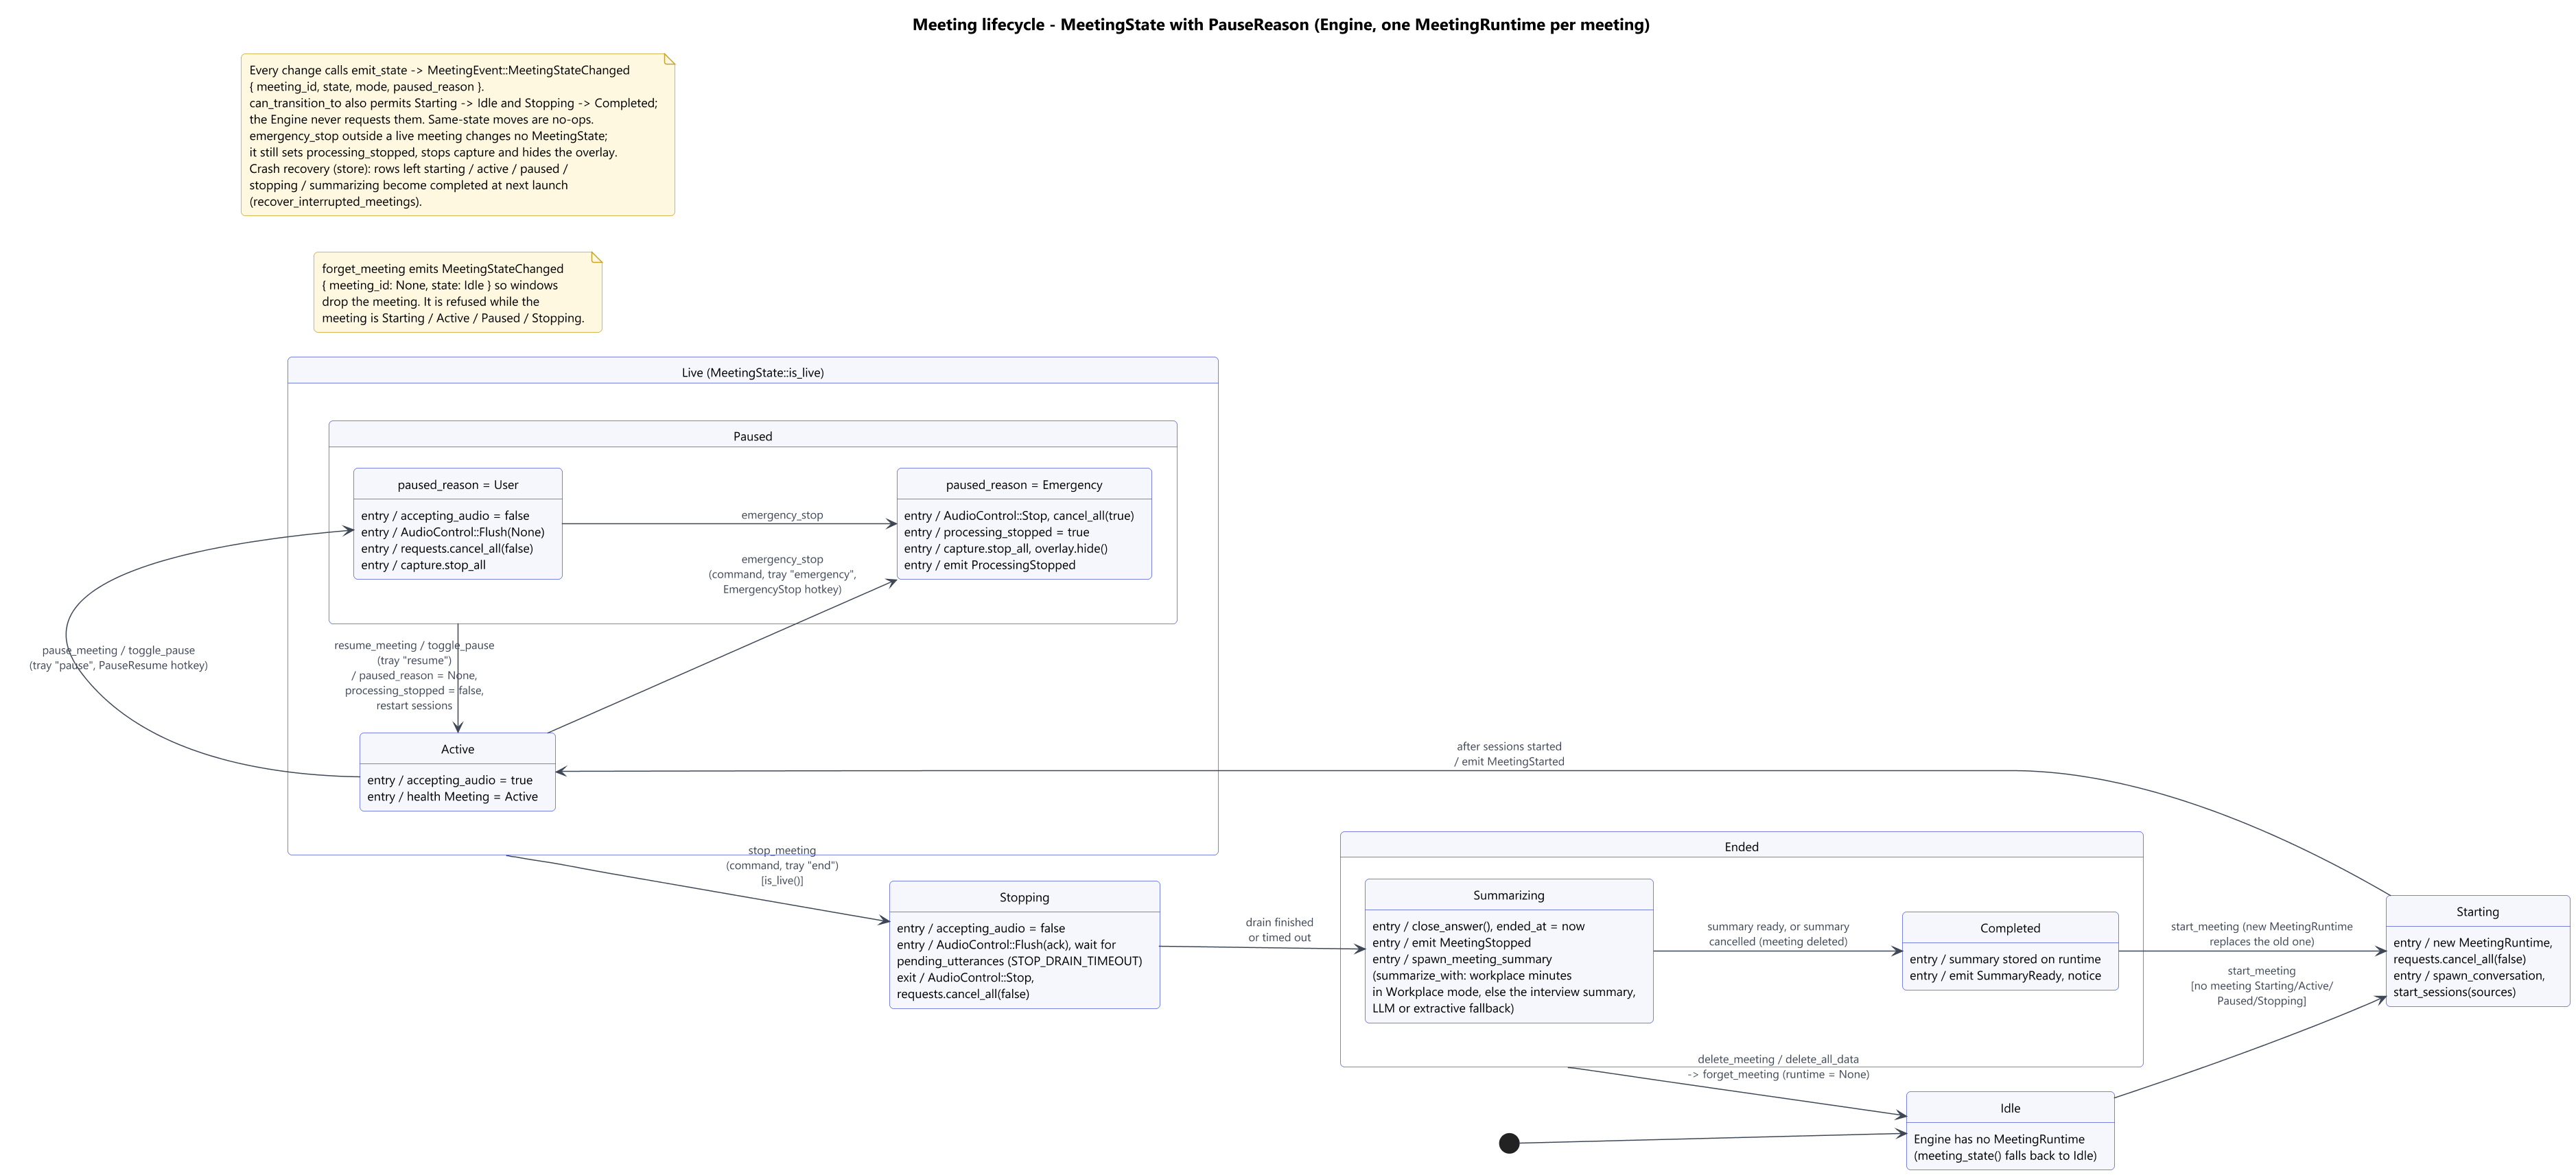 Meeting lifecycle - MeetingState with PauseReason (Engine, one MeetingRuntime per meeting)
Every change calls emit_state -> MeetingEvent::MeetingStateChanged
{ meeting_id, state, mode, paused_reason }.
can_transition_to also permits Starting -> Idle and Stopping -> Completed;
the Engine never requests them. Same-state moves are no-ops.
emergency_stop outside a live meeting changes no MeetingState;
it still sets processing_stopped, stops capture and hides the overlay.
Crash recovery (store): rows left starting / active / paused /
stopping / summarizing become completed at next launch
(recover_interrupted_meetings).
forget_meeting emits MeetingStateChanged
{ meeting_id: None, state: Idle } so windows
drop the meeting. It is refused while the
meeting is Starting / Active / Paused / Stopping.
Live (MeetingState::is_live)
Paused
paused_reason = User
entry / accepting_audio = false
entry / AudioControl::Flush(None)
entry / requests.cancel_all(false)
entry / capture.stop_all
emergency_stop
paused_reason = Emergency
entry / AudioControl::Stop, cancel_all(true)
entry / processing_stopped = true
entry / capture.stop_all, overlay.hide()
entry / emit ProcessingStopped
emergency_stop
(command, tray "emergency",
EmergencyStop hotkey)
pause_meeting / toggle_pause
(tray "pause", PauseResume hotkey)
resume_meeting / toggle_pause
(tray "resume")
/ paused_reason = None,
processing_stopped = false,
restart sessions
Active
entry / accepting_audio = true
entry / health Meeting = Active
after sessions started
/ emit MeetingStarted
stop_meeting
(command, tray "end")
[is_live()]
Stopping
entry / accepting_audio = false
entry / AudioControl::Flush(ack), wait for
pending_utterances (STOP_DRAIN_TIMEOUT)
exit / AudioControl::Stop,
requests.cancel_all(false)
drain finished
or timed out
Ended
Summarizing
entry / close_answer(), ended_at = now
entry / emit MeetingStopped
entry / spawn_meeting_summary
(summarize_with: workplace minutes
in Workplace mode, else the interview summary,
LLM or extractive fallback)
summary ready, or summary
cancelled (meeting deleted)
Completed
entry / summary stored on runtime
entry / emit SummaryReady, notice
start_meeting (new MeetingRuntime
replaces the old one)
start_meeting
[no meeting Starting/Active/
Paused/Stopping]
Starting
entry / new MeetingRuntime,
requests.cancel_all(false)
entry / spawn_conversation,
start_sessions(sources)
delete_meeting / delete_all_data
-> forget_meeting (runtime = None)
Idle
Engine has no MeetingRuntime
(meeting_state() falls back to Idle)